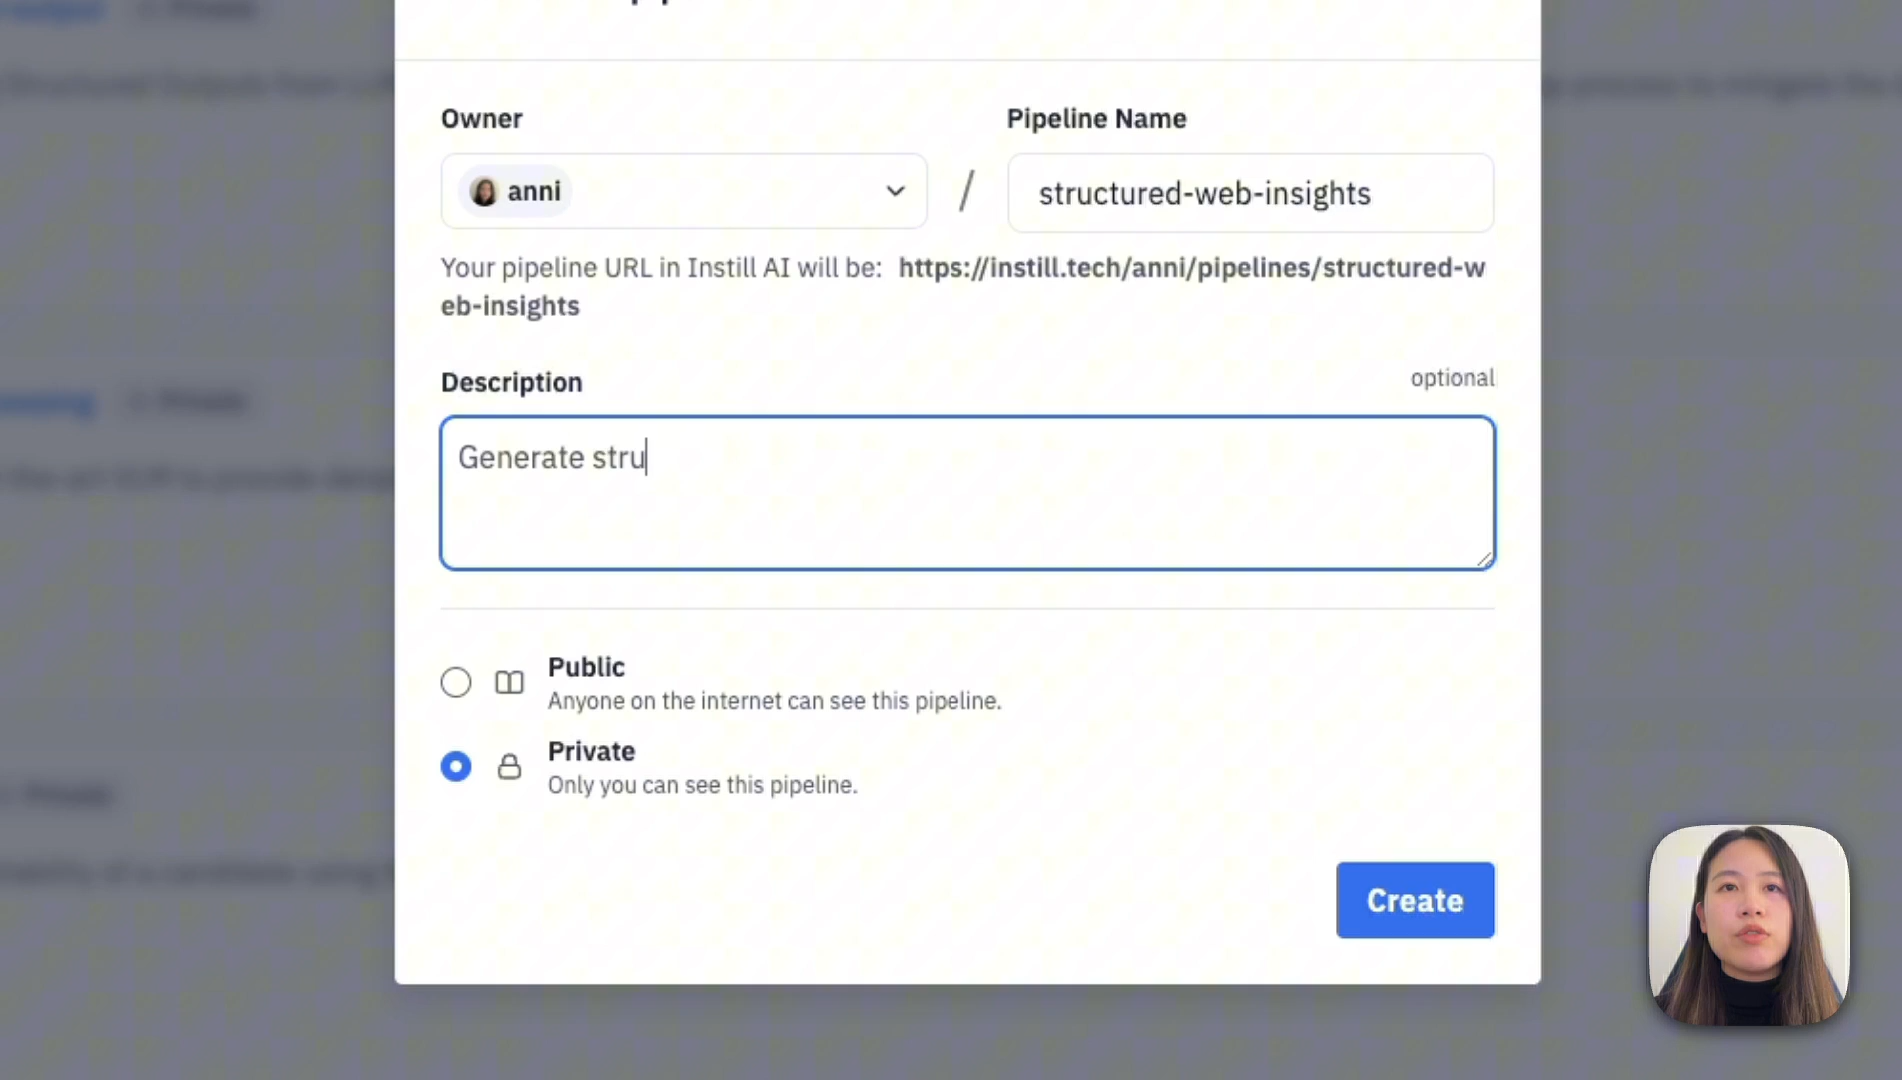 Owner
Pipeline Name
anni
/
structured-web-insights
Your pipeline URL in Instill AI will be: https://instill.tech/anni/pipelines/structured-w
eb-insights
Description
optional
Generate stru
Public
Anyone on the internet can see this pipeline.
Private
Only you can see this pipeline.
Create
Private
Private